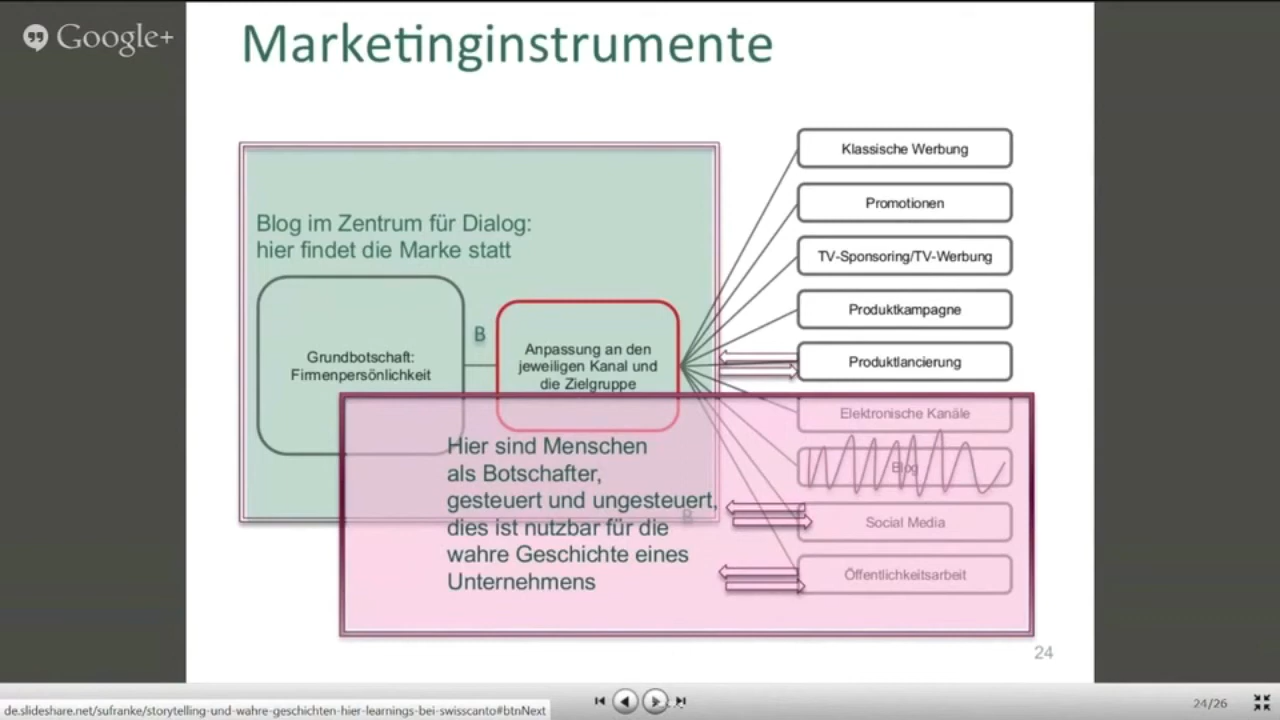 Google+
Marketinginstrumente
Blog im Zentrum für Dialog:
hier findet die Marke statt
Grundbotschaft:
Firmenpersönlichkeit
B
Anpassung an den
jeweiligen Kanal und
die Zielgruppe
Klassische Werbung
Promotionen
TV-Sponsoring/TV-Werbung
Produktkampagne
Produktlancierung
Elektronische Kanäle
Blog
Social Media
Öffentlichkeitsarbeit
Hier sind Menschen
als Botschafter,
gesteuert und ungesteuert,
dies ist nutzbar für die
wahre Geschichte eines
Unternehmens
B
24
de.slideshare.net/sufranke/storytelling-und-wahre-geschichten-hier-learnings-bei-swisscanto#btnNext
24/26